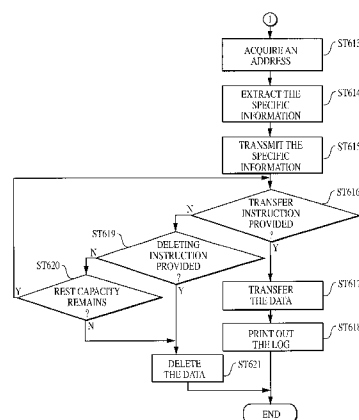 1
ACQUIRE AN
ADDRESS
ST613
EXTRACT THE
SPECIFIC
INFORMATION
ST614
TRANSMIT THE
SPECIFIC
INFORMATION
ST615
TRANSFER
INSTRUCTION
PROVIDED
?
ST616
N
Y
ST619
DELETING
INSTRUCTION
PROVIDED
?
N
Y
ST620
REST CAPACITY
REMAINS
?
Y
N
TRANSFER
THE DATA
ST617
PRINT OUT
THE LOG
ST618
DELETE
THE DATA
ST621
END